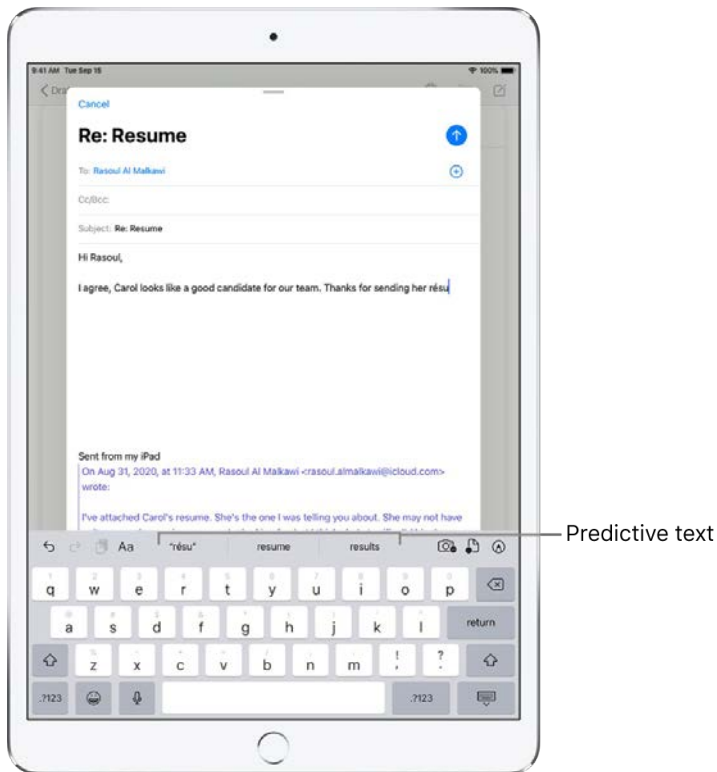 9:41 AM Tue Sep 15 100%
Cancel
Re: Resume
To: Rasoul Al Malkawi
Cc/Bcc:
Subject: Re: Resume
Hi Rasoul,
I agree, Carol looks like a good candidate for our team. Thanks for sending her résu
Sent from my iPad
On Aug 31, 2020, at 11:33 AM, Rasoul Al Malkawi <rasoul.almalkawi@icloud.com>
wrote:
I've attached Carol's resume. She's the one I was telling you about. She may not have
Aa "résu" resume results
Predictive text
q w e r t y u i o p
a s d f g h j k l return
z x c v b n m ! , ? .
.?123 .?123